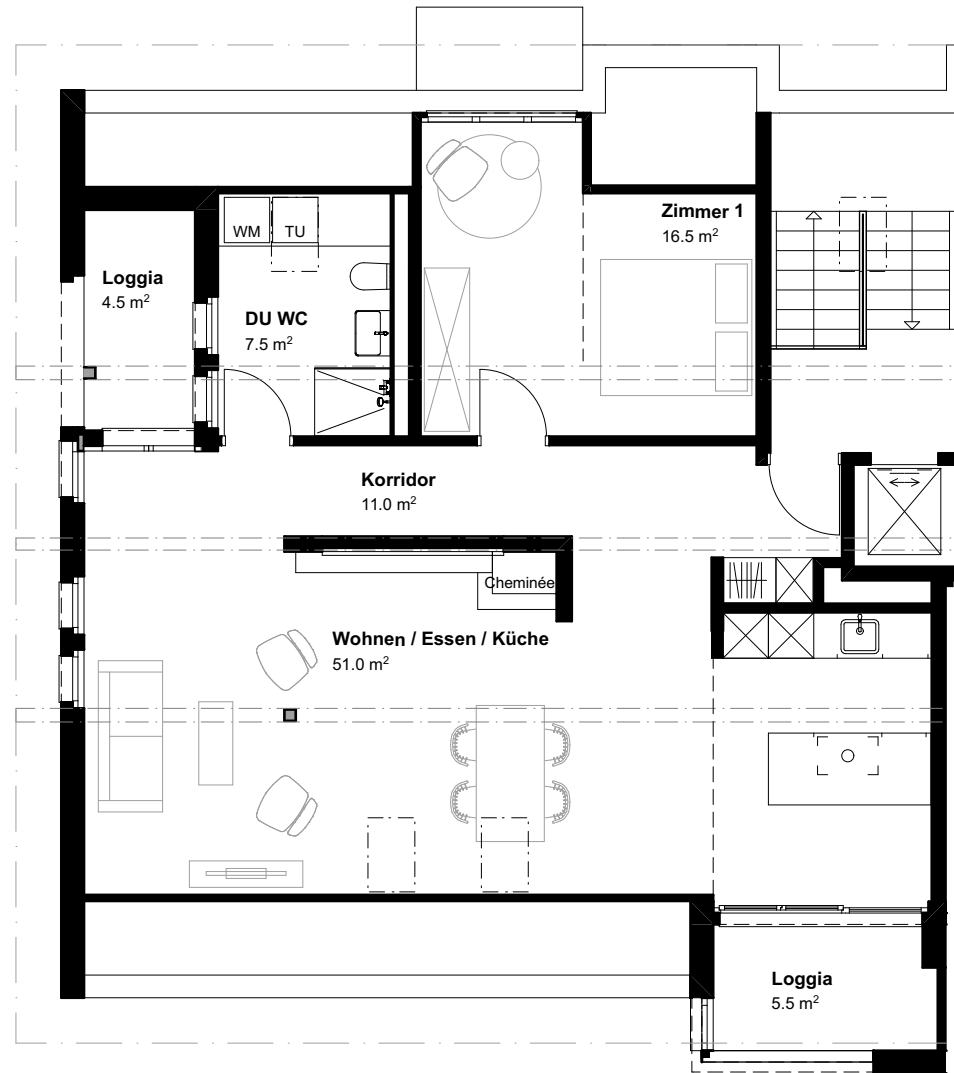 Zimmer 1
16.5 m²
WM
TU
Loggia
4.5 m²
DU WC
7.5 m²
Korridor
11.0 m²
Cheminée
Wohnen / Essen / Küche
51.0 m²
Loggia
5.5 m²